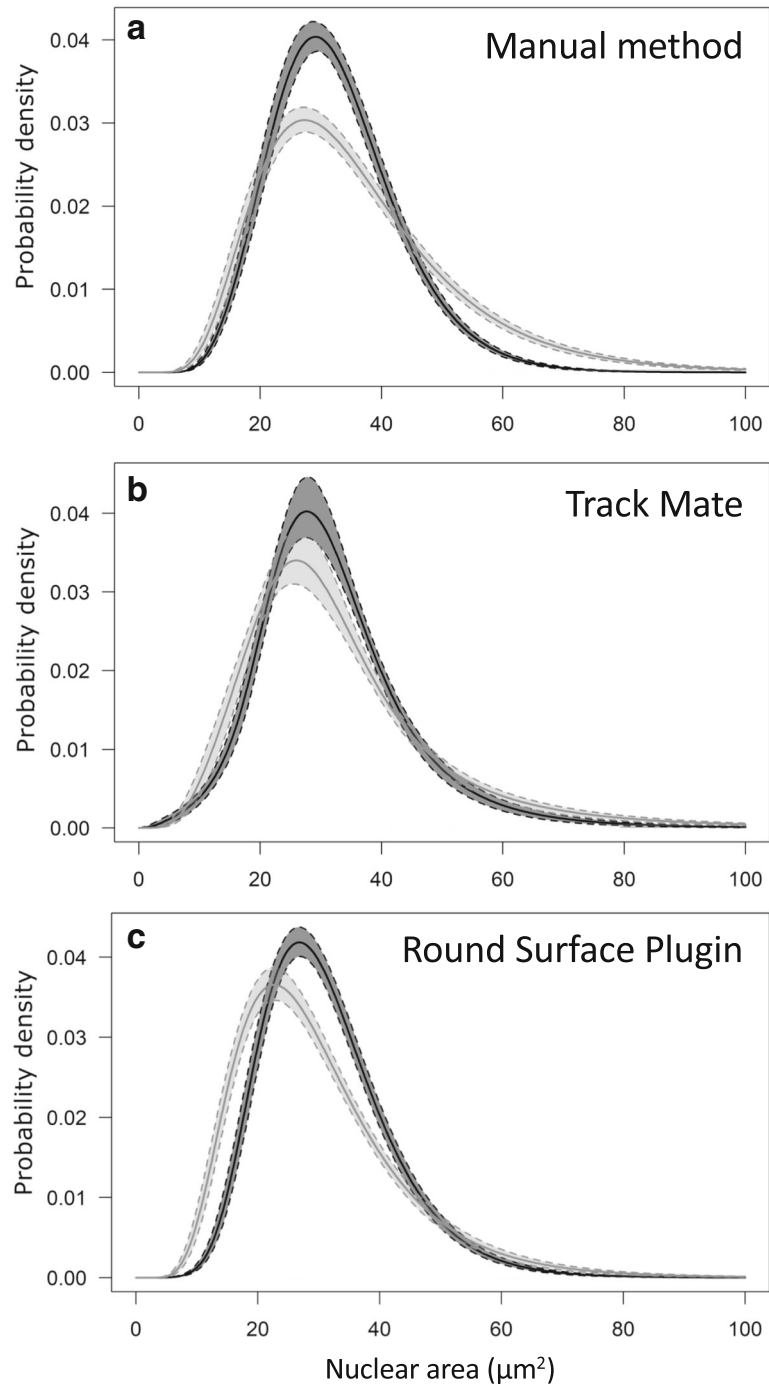 a
Manual method
Probability density
0.04
0.03
0.02
0.01
0.00
0 20 40 60 80 100
b
Track Mate
Probability density
0.04
0.03
0.02
0.01
0.00
0 20 40 60 80 100
c
Round Surface Plugin
Probability density
0.04
0.03
0.02
0.01
0.00
0 20 40 60 80 100
Nuclear area (μm²)